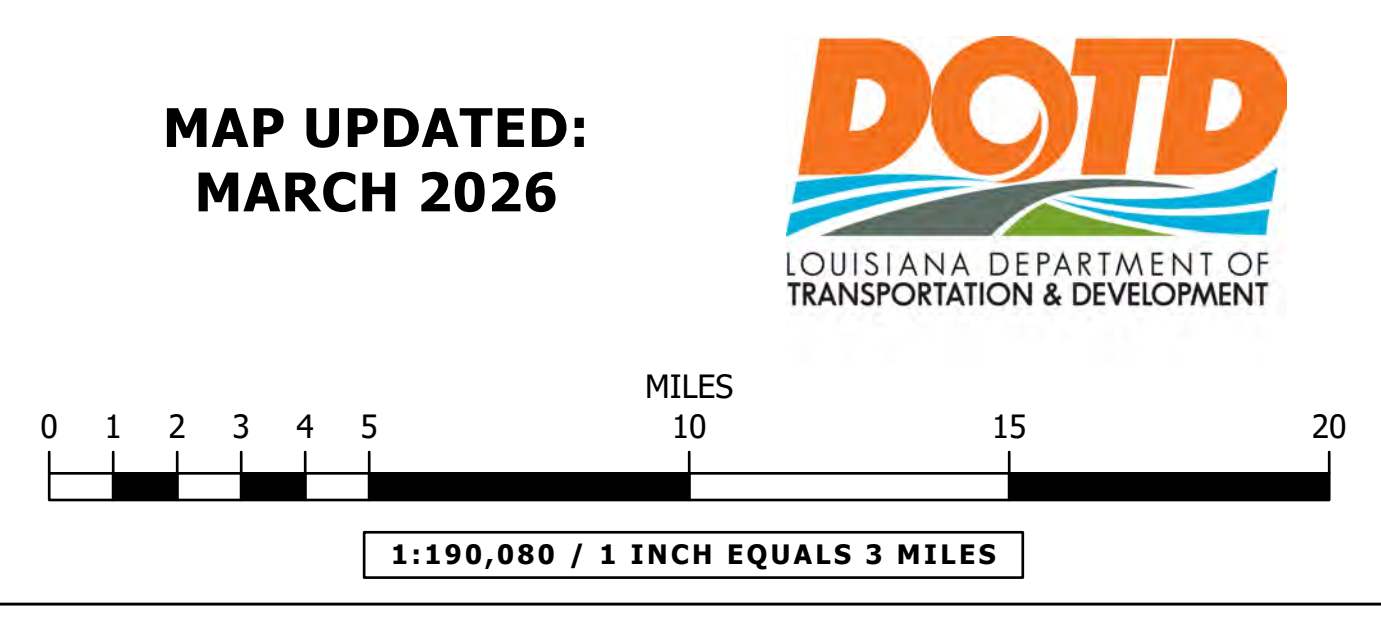 MAP UPDATED:
MARCH 2026
DOTD
LOUISIANA DEPARTMENT OF
TRANSPORTATION & DEVELOPMENT
MILES
0 1 2 3 4 5 10 15 20
1:190,080 / 1 INCH EQUALS 3 MILES